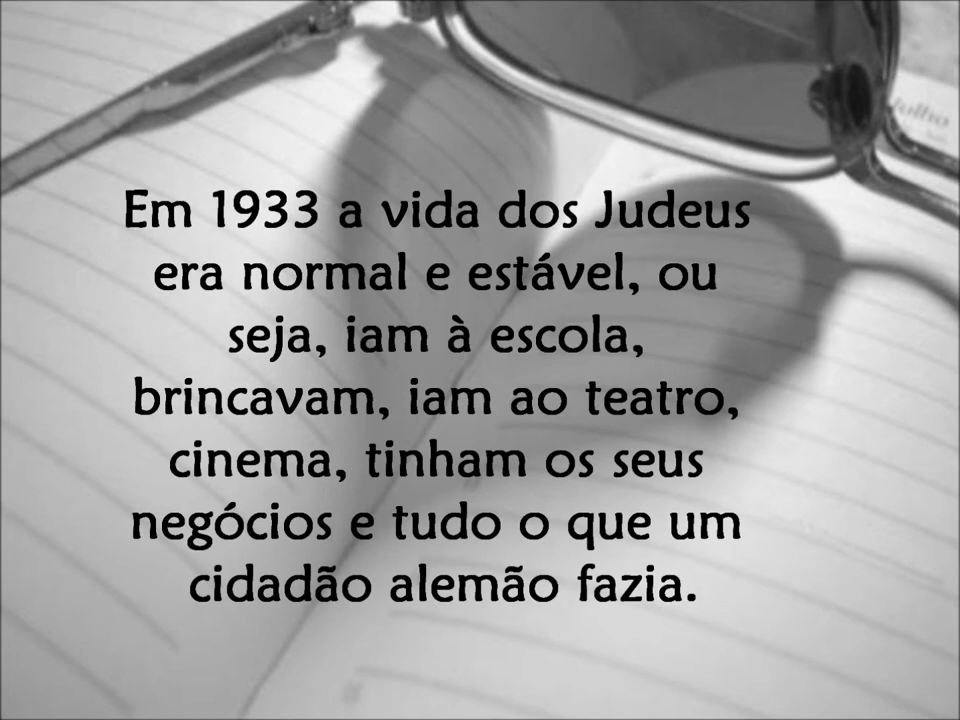 Julho
Em 1933 a vida dos Judeus
era normal e estável, ou
seja, iam à escola,
brincavam, iam ao teatro,
cinema, tinham os seus
negócios e tudo o que um
cidadão alemão fazia.